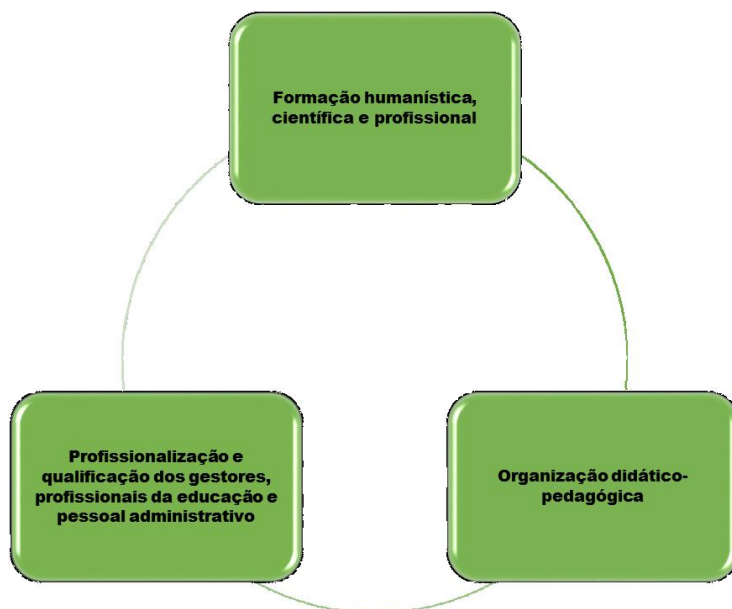 Formação humanística,
científica e profissional
Profissionalização e
qualificação dos gestores,
profissionais da educação e
pessoal administrativo
Organização didático-
pedagógica